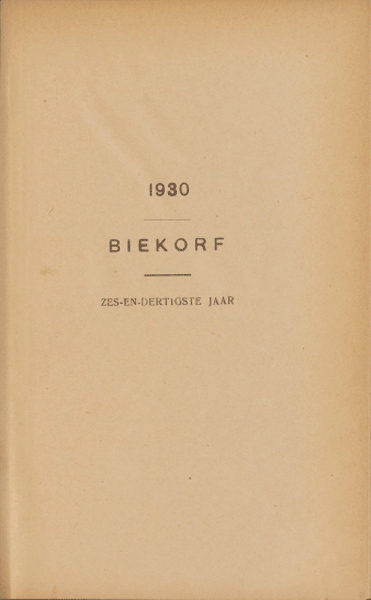 1930
BIEKORF
ZES-EN-DERTIGSTE JAAR